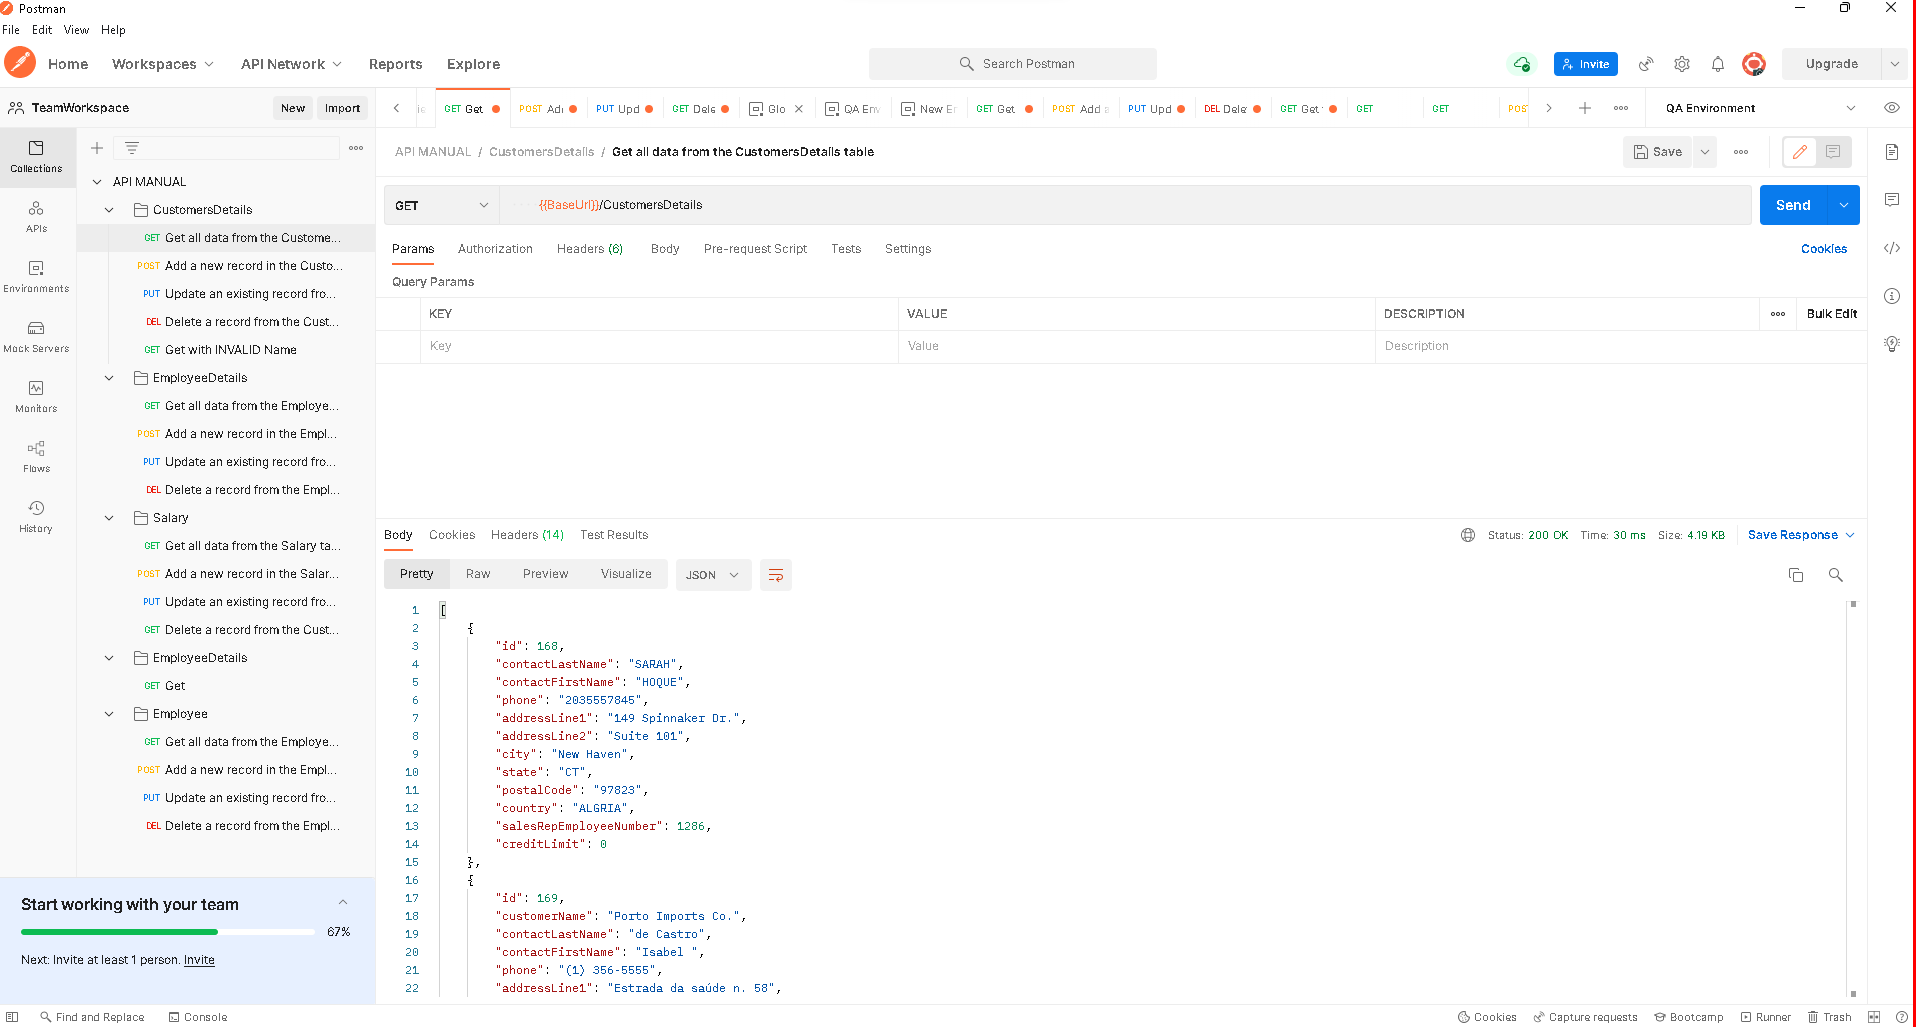 Postman
File Edit View Help
Home Workspaces API Network Reports Explore
Search Postman
Invite
Upgrade
TeamWorkspace
New Import
GET Get
POST
PUT Upd
GET Dele
Glo
QA Env
New
GET Get
POST Add
PUT Upd
DEL Dele
GET Get
GET
GET
QA Environment
Collections
APIs
Environments
Mock Servers
Monitors
Flows
History
API MANUAL
CustomersDetails
GET Get all data from the Custome...
POST Add a new record in the Custo...
PUT Update an existing record fro...
DEL Delete a record from the Cust...
GET Get with INVALID Name
EmployeeDetails
GET Get all data from the Employe...
POST Add a new record in the Empl...
PUT Update an existing record fro...
DEL Delete a record from the Empl...
Salary
GET Get all data from the Salary ta...
POST Add a new record in the Salar...
PUT Update an existing record fro...
GET Delete a record from the Cust...
EmployeeDetails
GET Get
Employee
GET Get all data from the Employe...
POST Add a new record in the Empl...
PUT Update an existing record fro...
DEL Delete a record from the Empl...
Start working with your team
67%
Next: Invite at least 1 person. Invite
API MANUAL / CustomersDetails / Get all data from the CustomersDetails table
Save
GET
{{BaseUrl}}/CustomersDetails
Send
Params Authorization Headers (6) Body Pre-request Script Tests Settings
Cookies
Query Params
KEY VALUE DESCRIPTION
Bulk Edit
Key Value Description
Body Cookies Headers (14) Test Results
Status: 200 OK Time: 30 ms Size: 4.19 KB
Save Response
Pretty Raw Preview Visualize JSON
1 [
2 {
3 "id": 168,
4 "contactLastName": "SARAH",
5 "contactFirstName": "HOQUE",
6 "phone": "2035557845",
7 "addressLine1": "149 Spinnaker Dr.",
8 "addressLine2": "Suite 101",
9 "city": "New Haven",
10 "state": "CT",
11 "postalCode": "97823",
12 "country": "ALGRIA",
13 "salesRepEmployeeNumber": 1286,
14 "creditLimit": 0
15 },
16 {
17 "id": 169,
18 "customerName": "Porto Imports Co.",
19 "contactLastName": "de Castro",
20 "contactFirstName": "Isabel ",
21 "phone": "(1) 356-5555",
22 "addressLine1": "Estrada da saúde n. 58",
Find and Replace Console
Cookies Capture requests Bootcamp Runner Trash